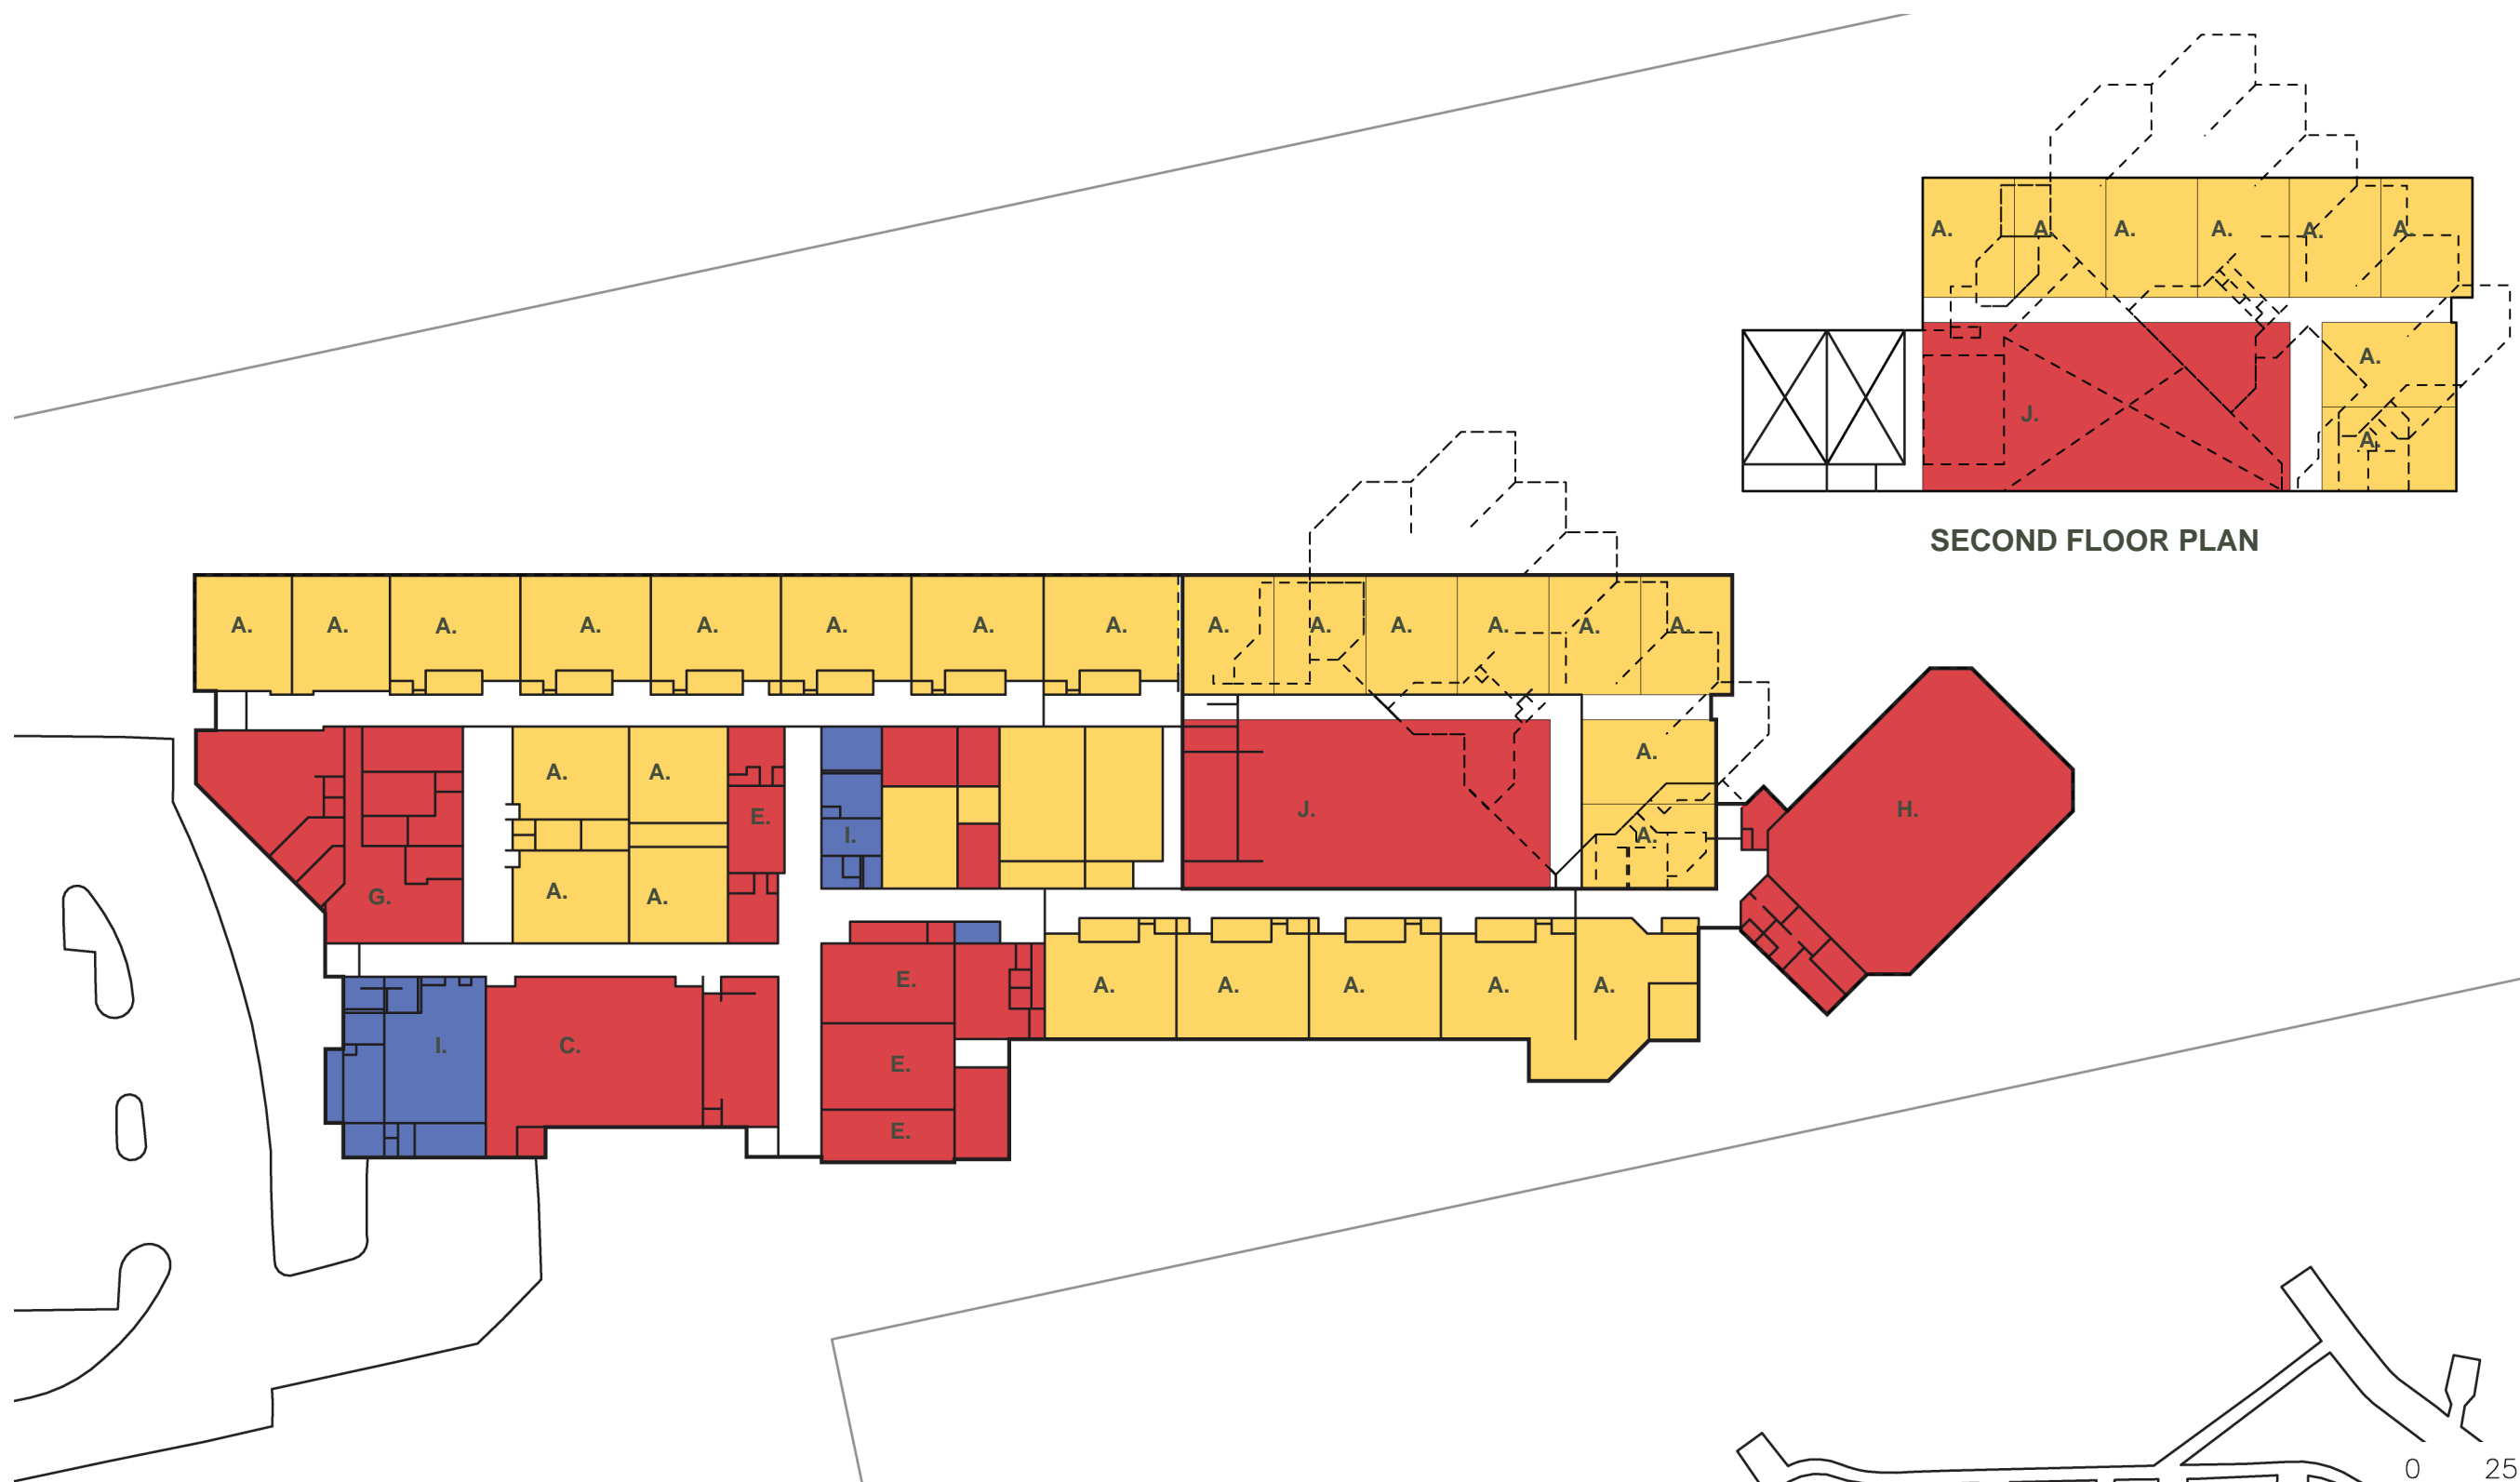 A. A. A. A. A. A.
A.
J.
A.
SECOND FLOOR PLAN
A. A. A. A. A. A. A. A. A. A. A. A. A. A.
A.
A. A.
J. H.
E.
I. A.
A. A.
G.
E. A. A. A. A. A.
I. C.
E.
E.
0 25